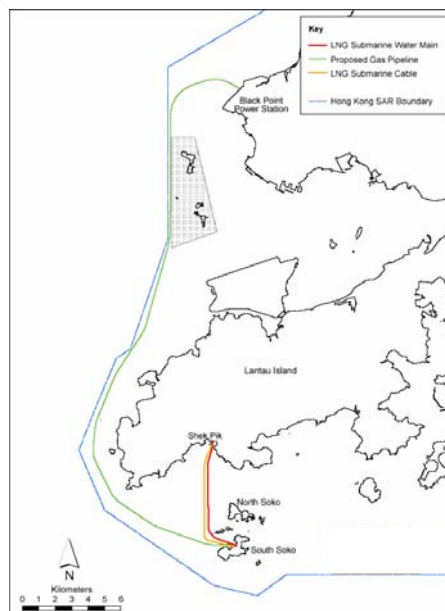 Key
LNG Submarine Water Main
Proposed Gas Pipeline
LNG Submarine Cable
Hong Kong SAR Boundary
Black Point
Power Station
Lantau Island
Shek Pik
North Soko
South Soko
N
Kilometers
0 1 2 3 4 5 6